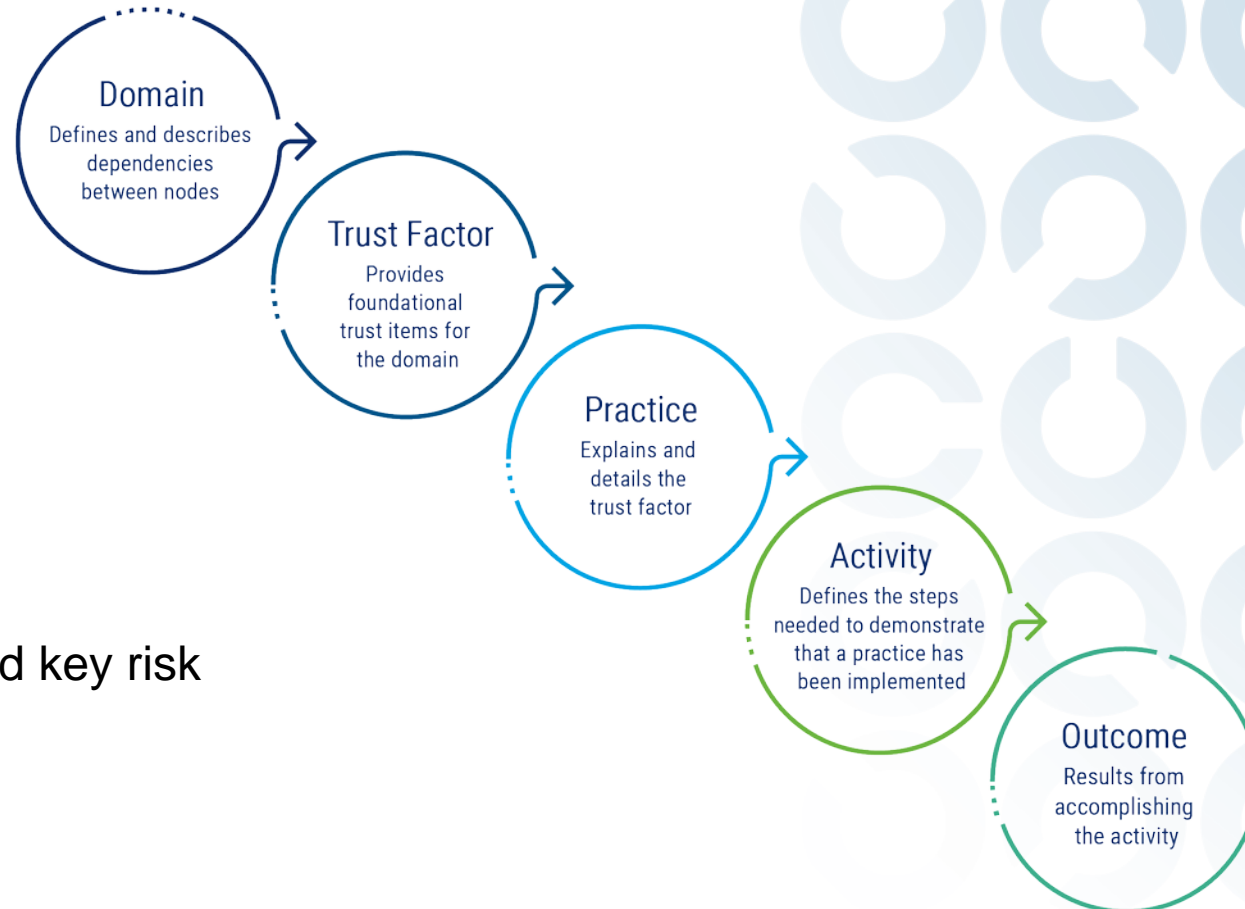 Domain
Defines and describes
dependencies
between nodes
Trust Factor
Provides
foundational
trust items for
the domain
Practice
Explains and
details the
trust factor
Activity
Defines the steps
needed to demonstrate
that a practice has
been implemented
d key risk
Outcome
Results from
accomplishing
the activity